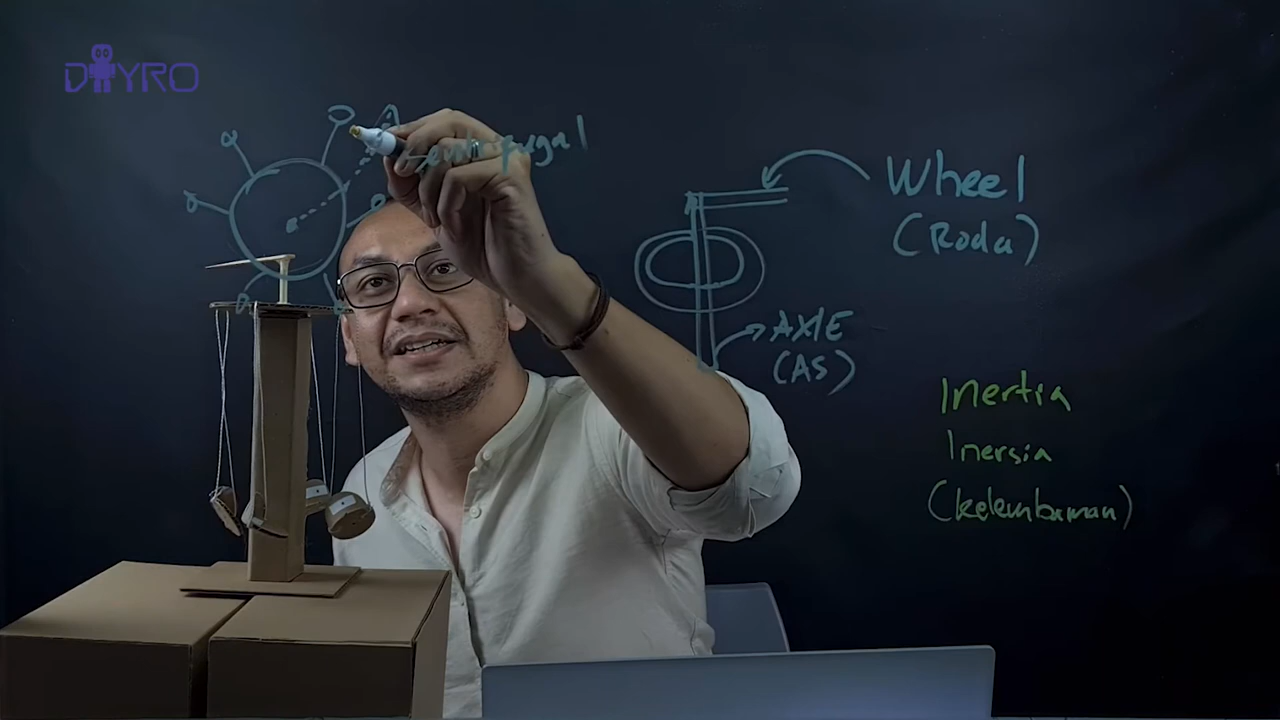 DIYRO
Wheel
(Roda)
AXlE
(AS)
Inertia
Inersia
(kelembaman)